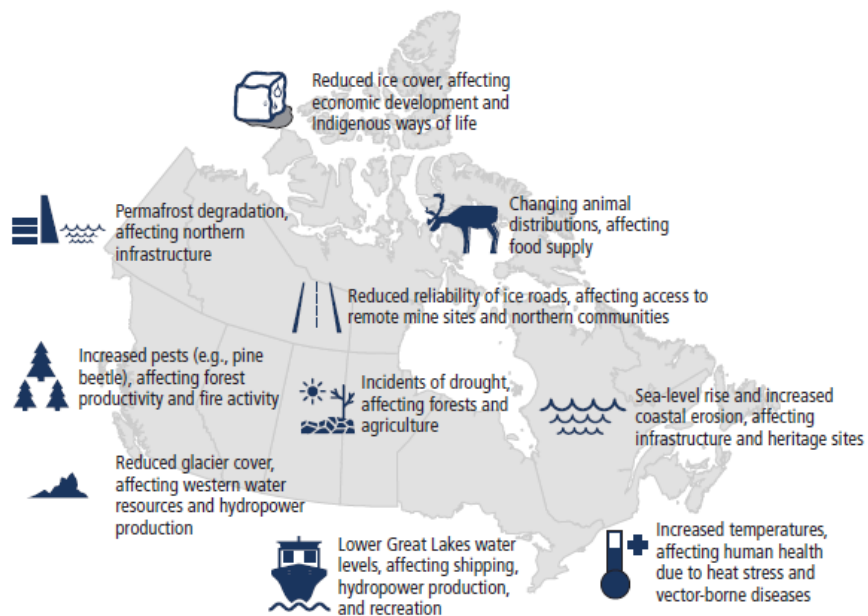 Reduced ice cover, affecting
economic development and
Indigenous ways of life
Permafrost degradation,
affecting northern
infrastructure
Changing animal
distributions, affecting
food supply
Reduced reliability of ice roads, affecting access to
remote mine sites and northern communities
Increased pests (e.g., pine
beetle), affecting forest
productivity and fire activity
Incidents of drought,
affecting forests and
agriculture
Sea-level rise and increased
coastal erosion, affecting
infrastructure and heritage sites
Reduced glacier cover,
affecting western water
resources and hydropower
production
Lower Great Lakes water
levels, affecting shipping,
hydropower production,
and recreation
Increased temperatures,
affecting human health
due to heat stress and
vector-borne diseases